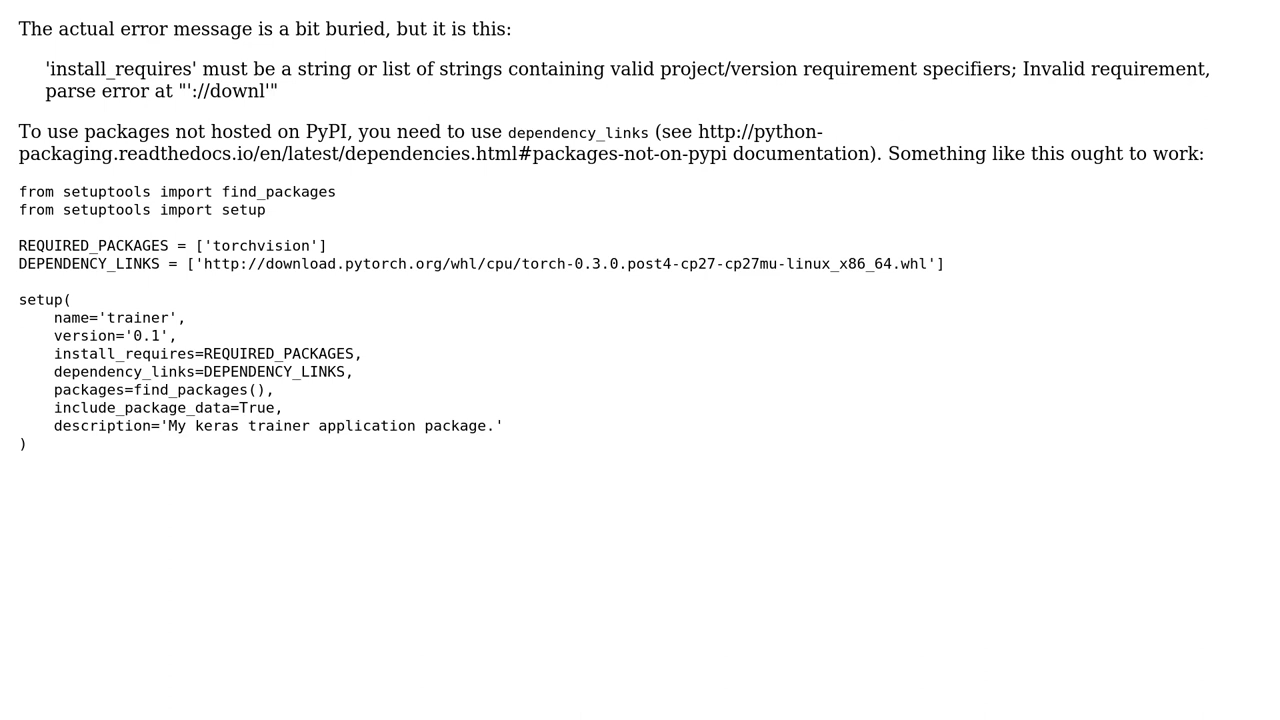 The actual error message is a bit buried, but it is this:
'install_requires' must be a string or list of strings containing valid project/version requirement specifiers; Invalid requirement,
parse error at "'://downl'"
To use packages not hosted on PyPI, you need to use dependency_links (see http://python-
packaging.readthedocs.io/en/latest/dependencies.html#packages-not-on-pypi documentation). Something like this ought to work:
from setuptools import find_packages
from setuptools import setup
REQUIRED_PACKAGES = ['torchvision']
DEPENDENCY_LINKS = ['http://download.pytorch.org/whl/cpu/torch-0.3.0.post4-cp27-cp27mu-linux_x86_64.whl']
setup(
    name='trainer',
    version='0.1',
    install_requires=REQUIRED_PACKAGES,
    dependency_links=DEPENDENCY_LINKS,
    packages=find_packages(),
    include_package_data=True,
    description='My keras trainer application package.'
)